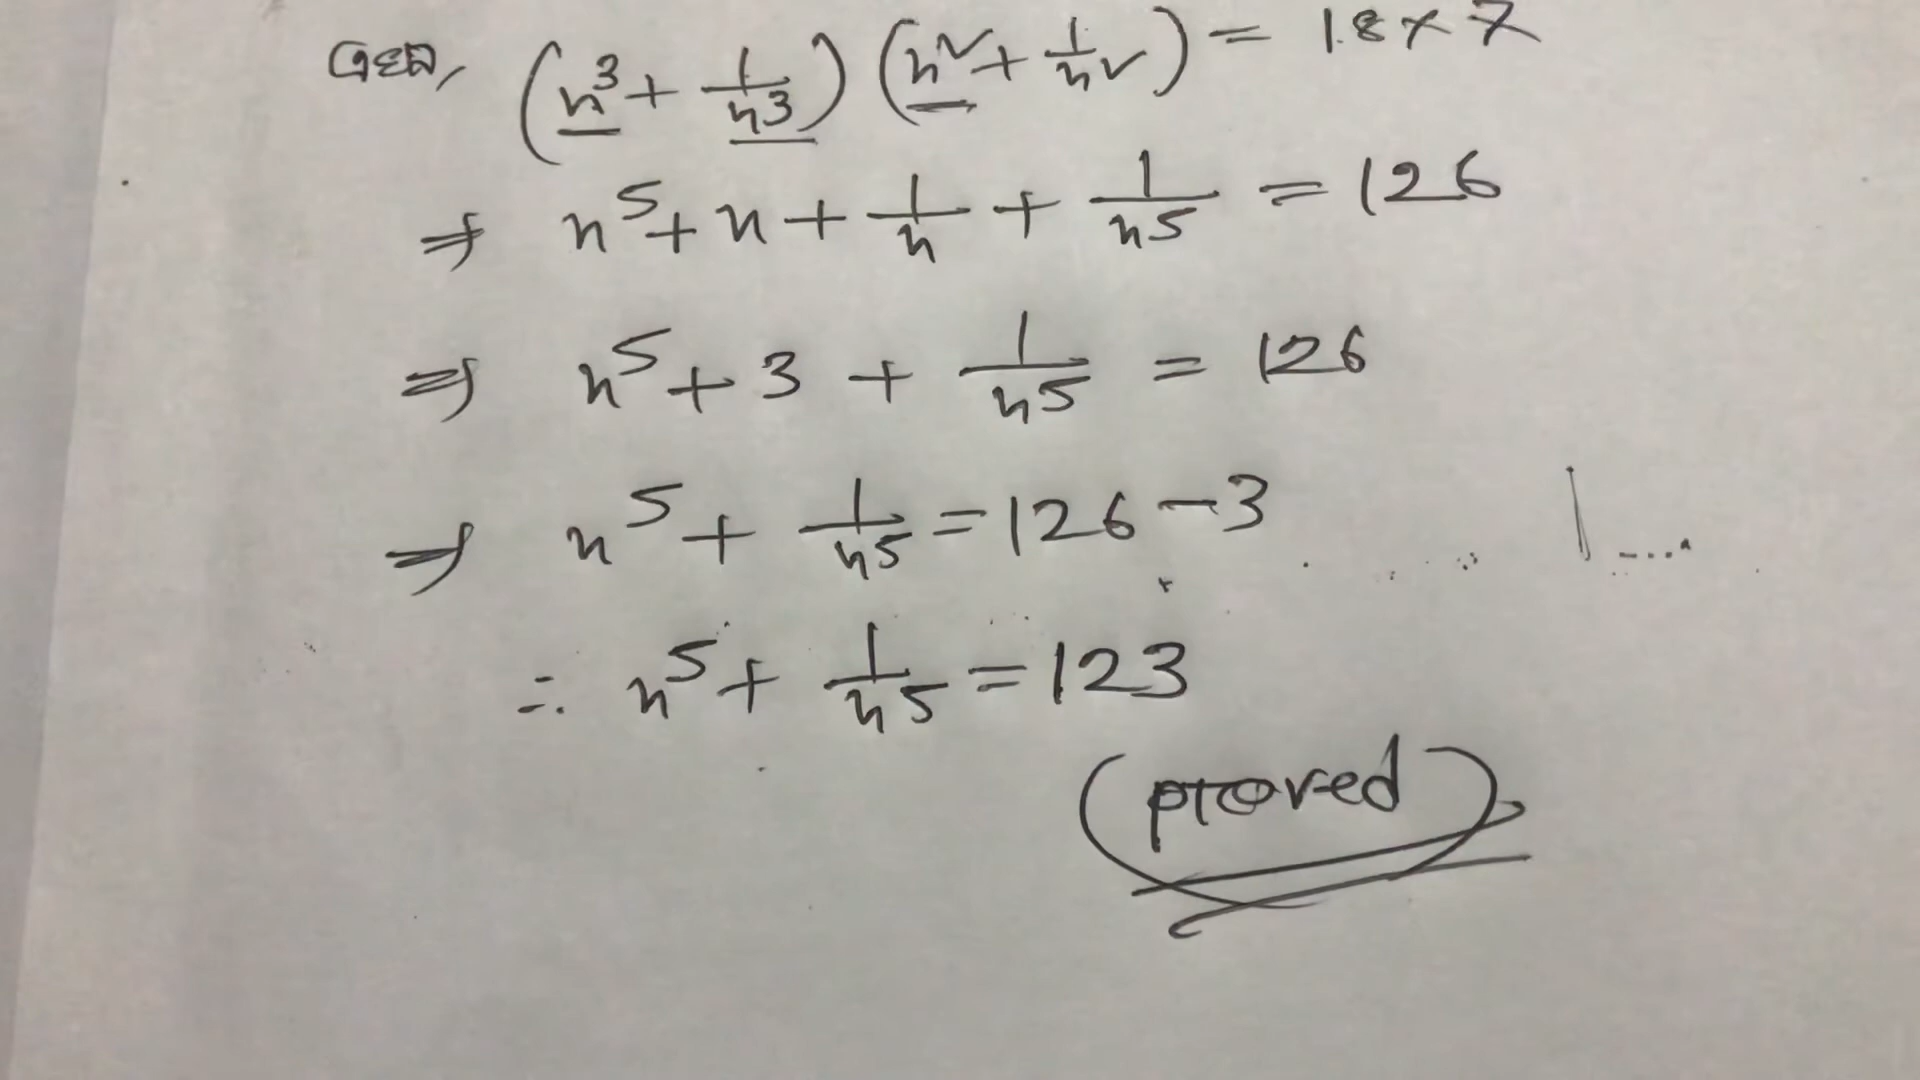 এখন, (x³ + 1/x³) (x² + 1/x²) = 18 × 7
⇒ x⁵ + x + 1/x + 1/x⁵ = 126
⇒ x⁵ + 3 + 1/x⁵ = 126
⇒ x⁵ + 1/x⁵ = 126 - 3
∴ x⁵ + 1/x⁵ = 123
(proved)